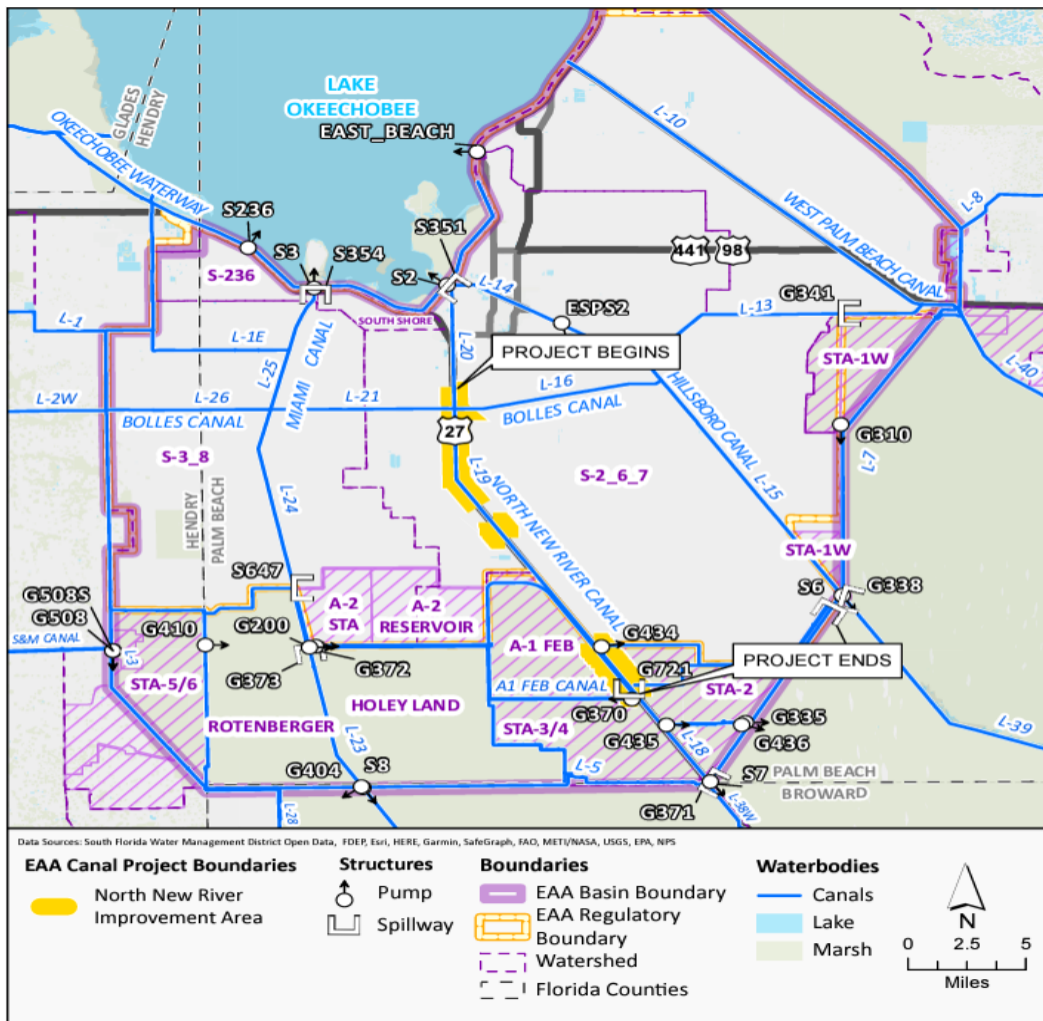 LAKE
OKEECHOBEE
EAST_BEACH
GLADES
HENDRY
OKEECHOBEE WATERWAY
L-10
L-8
S236
S3
S354
S351
S2
S-236
441
98
WEST PALM BEACH CANAL
L-14
ESPS2
L-13
G341
SOUTH SHORE
L-1
L-1E
L-25
MIAMI CANAL
L-20
PROJECT BEGINS
STA-1W
L-40
L-2W
L-26
L-21
L-16
BOLLES CANAL
BOLLES CANAL
HILLSBORO CANAL
G310
27
L-7
S-3_8
L-19
S-2_6_7
L-15
L-24
NORTH NEW RIVER CANAL
HENDRY
PALM BEACH
STA-1W
S647
S6
G338
G508S
G508
S&M CANAL
L-3
G410
G200
A-2
STA
A-2
RESERVOIR
A-1 FEB
G434
G373
G372
G721
PROJECT ENDS
STA-5/6
A1 FEB CANAL
STA-2
HOLEY LAND
ROTENBERGER
G370
STA-3/4
G435
G335
G436
L-18
L-39
L-23
G404
S8
L-5
S7
PALM BEACH
BROWARD
L-28
G371
L-38W
Data Sources: South Florida Water Management District Open Data, FDEP, Esri, HERE, Garmin, SafeGraph, FAO, METI/NASA, USGS, EPA, NPS
EAA Canal Project Boundaries
North New River
Improvement Area
Structures
Pump
Spillway
Boundaries
EAA Basin Boundary
EAA Regulatory
Boundary
Watershed
Florida Counties
Waterbodies
Canals
Lake
Marsh
N
0 2.5 5
Miles